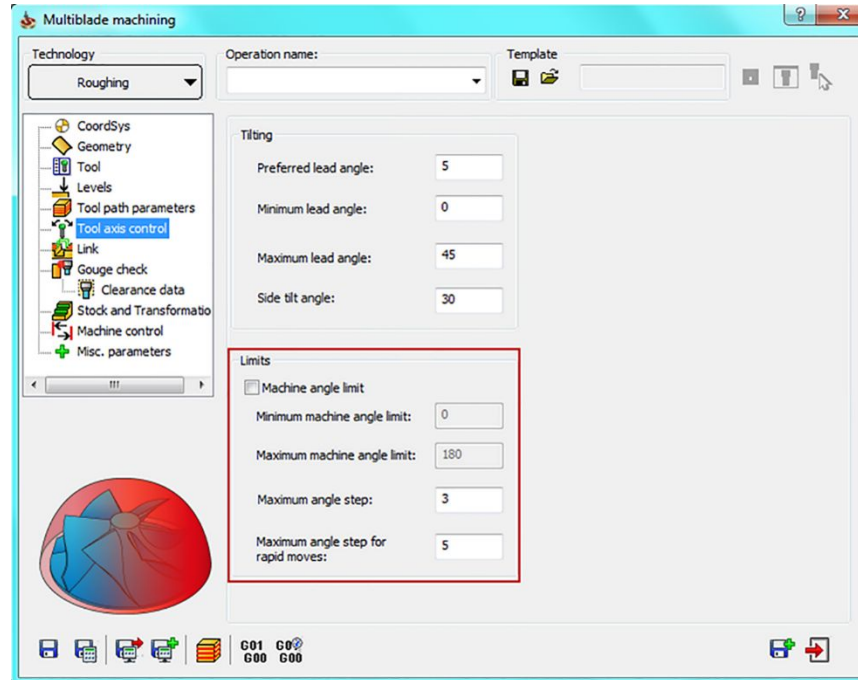 Multiblade machining
Technology
Roughing
Operation name:
Template
CoordSys
Geometry
Tool
Levels
Tool path parameters
Tool axis control
Link
Gouge check
Clearance data
Stock and Transformatio
Machine control
Misc. parameters
Tilting
Preferred lead angle: 5
Minimum lead angle: 0
Maximum lead angle: 45
Side tilt angle: 30
Limits
Machine angle limit
Minimum machine angle limit: 0
Maximum machine angle limit: 180
Maximum angle step: 3
Maximum angle step for
rapid moves: 5
G01 G0
G00 G00